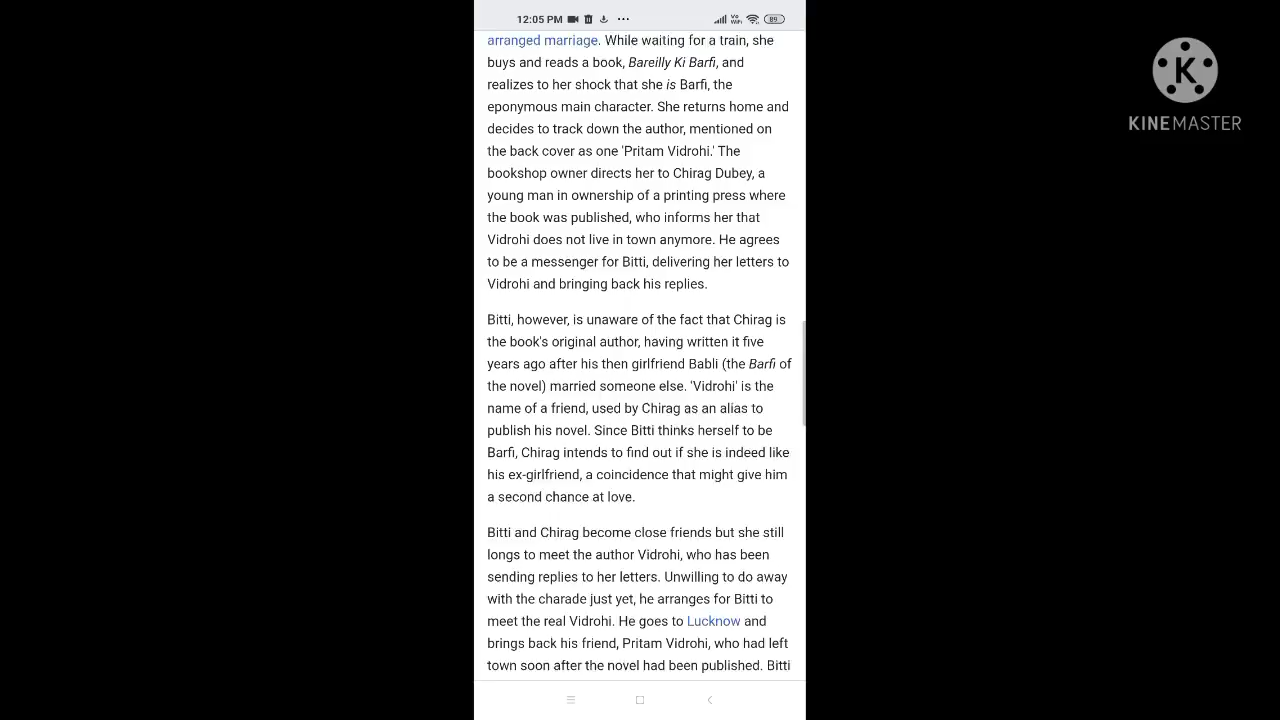 12:05 PM
Vo WiFi
89
arranged marriage. While waiting for a train, she
buys and reads a book, Bareilly Ki Barfi, and
realizes to her shock that she is Barfi, the
eponymous main character. She returns home and
decides to track down the author, mentioned on
the back cover as one 'Pritam Vidrohi.' The
bookshop owner directs her to Chirag Dubey, a
young man in ownership of a printing press where
the book was published, who informs her that
Vidrohi does not live in town anymore. He agrees
to be a messenger for Bitti, delivering her letters to
Vidrohi and bringing back his replies.
Bitti, however, is unaware of the fact that Chirag is
the book's original author, having written it five
years ago after his then girlfriend Babli (the Barfi of
the novel) married someone else. 'Vidrohi' is the
name of a friend, used by Chirag as an alias to
publish his novel. Since Bitti thinks herself to be
Barfi, Chirag intends to find out if she is indeed like
his ex-girlfriend, a coincidence that might give him
a second chance at love.
Bitti and Chirag become close friends but she still
longs to meet the author Vidrohi, who has been
sending replies to her letters. Unwilling to do away
with the charade just yet, he arranges for Bitti to
meet the real Vidrohi. He goes to Lucknow and
brings back his friend, Pritam Vidrohi, who had left
town soon after the novel had been published. Bitti
K
KINEMASTER